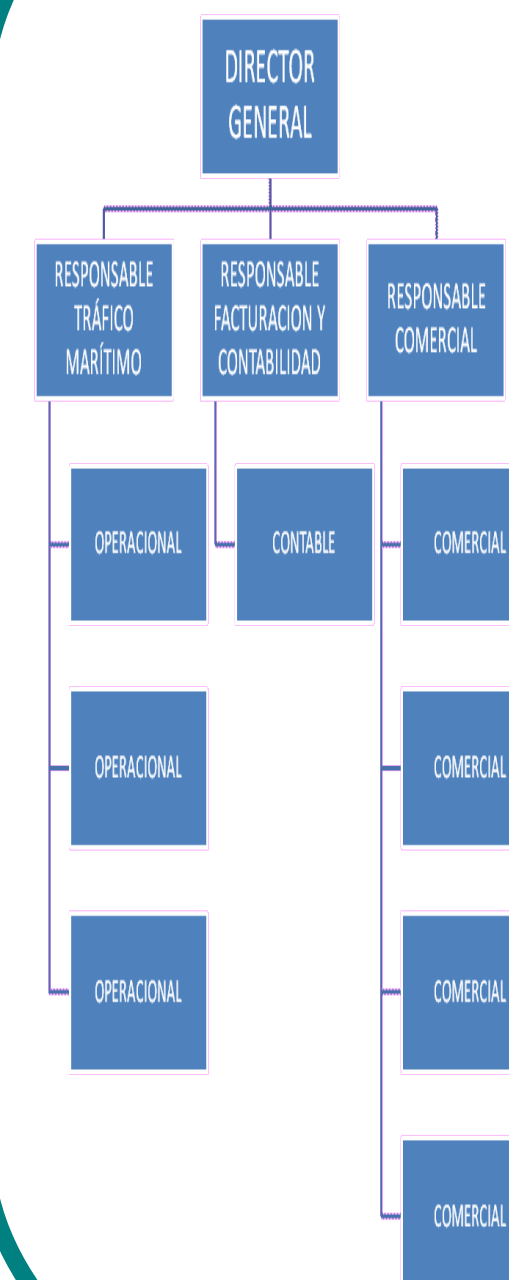 DIRECTOR
GENERAL
RESPONSABLE
TRÁFICO
MARÍTIMO
RESPONSABLE
FACTURACION Y
CONTABILIDAD
RESPONSABLE
COMERCIAL
OPERACIONAL
CONTABLE
COMERCIAL
OPERACIONAL
COMERCIAL
OPERACIONAL
COMERCIAL
COMERCIAL